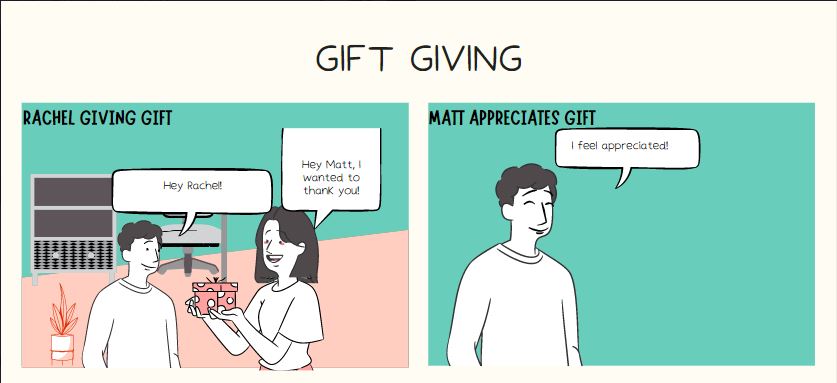 GIFT GIVING
RACHEL GIVING GIFT
Hey Rachel!
Hey Matt, I
wanted to
thank you!
MATT APPRECIATES GIFT
I feel appreciated!